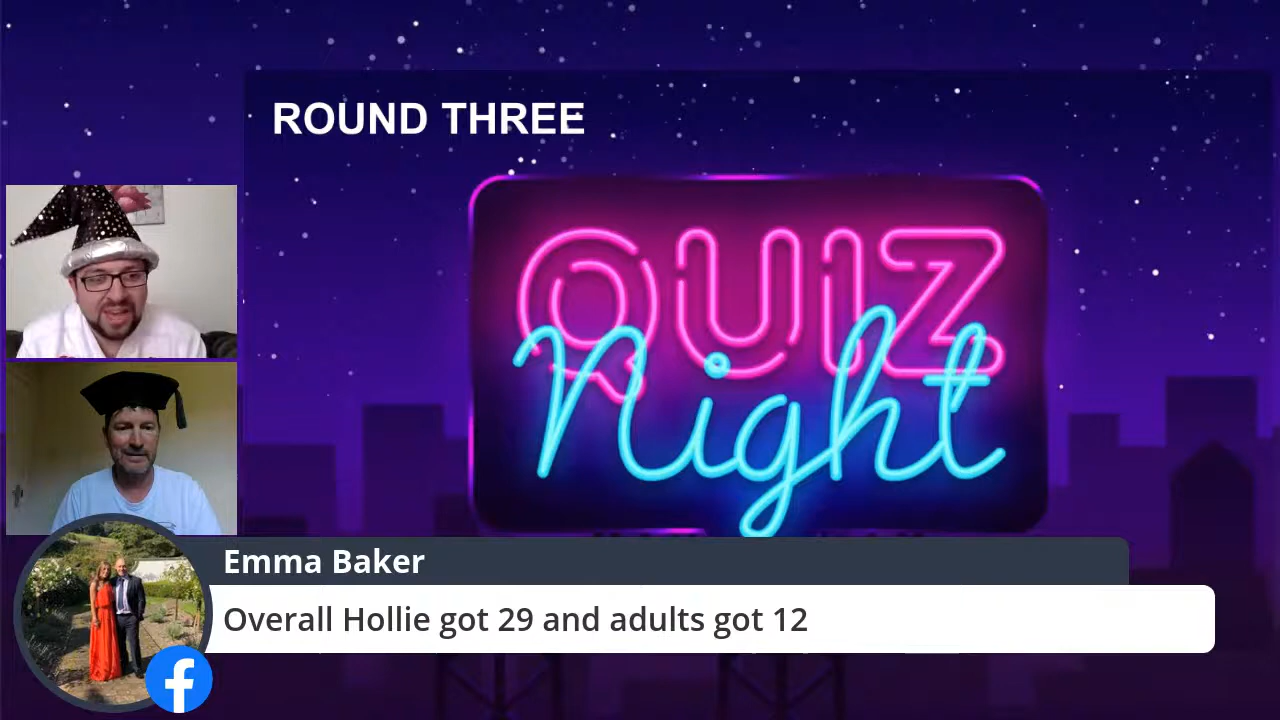 ROUND THREE
QUIZ
Night
Emma Baker
Overall Hollie got 29 and adults got 12